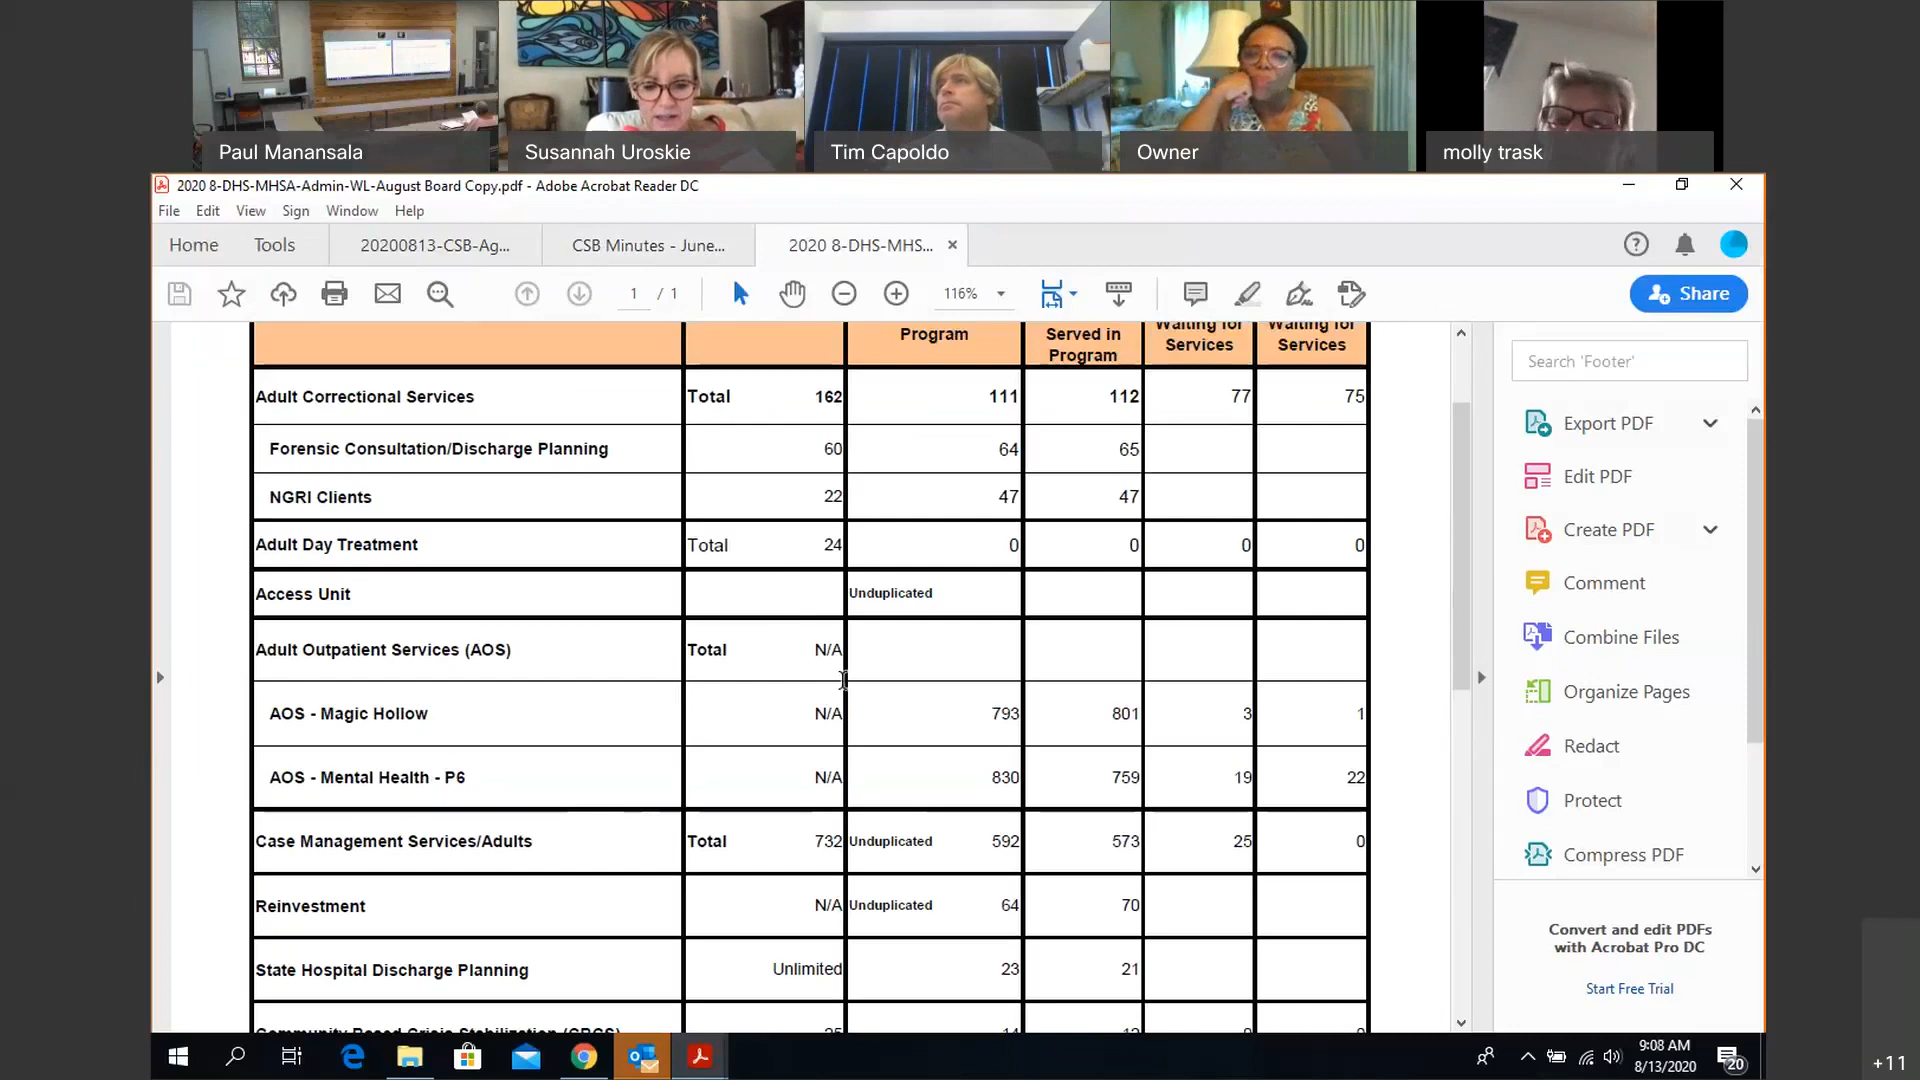 Paul Manansala
Susannah Uroskie
Tim Capoldo
Owner
molly trask
2020 8-DHS-MHSA-Admin-WL-August Board Copy.pdf - Adobe Acrobat Reader DC
File Edit View Sign Window Help
Home Tools 20200813-CSB-Ag... CSB Minutes - June... 2020 8-DHS-MHS...
1 / 1 116% Share
Program Served in Program Waiting for Services Waiting for Services
Adult Correctional Services Total 162 111 112 77 75
Forensic Consultation/Discharge Planning 60 64 65
NGRI Clients 22 47 47
Adult Day Treatment Total 24 0 0 0 0
Access Unit Unduplicated
Adult Outpatient Services (AOS) Total N/A
AOS - Magic Hollow N/A 793 801 3 1
AOS - Mental Health - P6 N/A 830 759 19 22
Case Management Services/Adults Total 732 Unduplicated 592 573 25 0
Reinvestment N/A Unduplicated 64 70
State Hospital Discharge Planning Unlimited 23 21
Search 'Footer'
Export PDF
Edit PDF
Create PDF
Comment
Combine Files
Organize Pages
Redact
Protect
Compress PDF
Convert and edit PDFs
with Acrobat Pro DC
Start Free Trial
9:08 AM
8/13/2020
20
+11